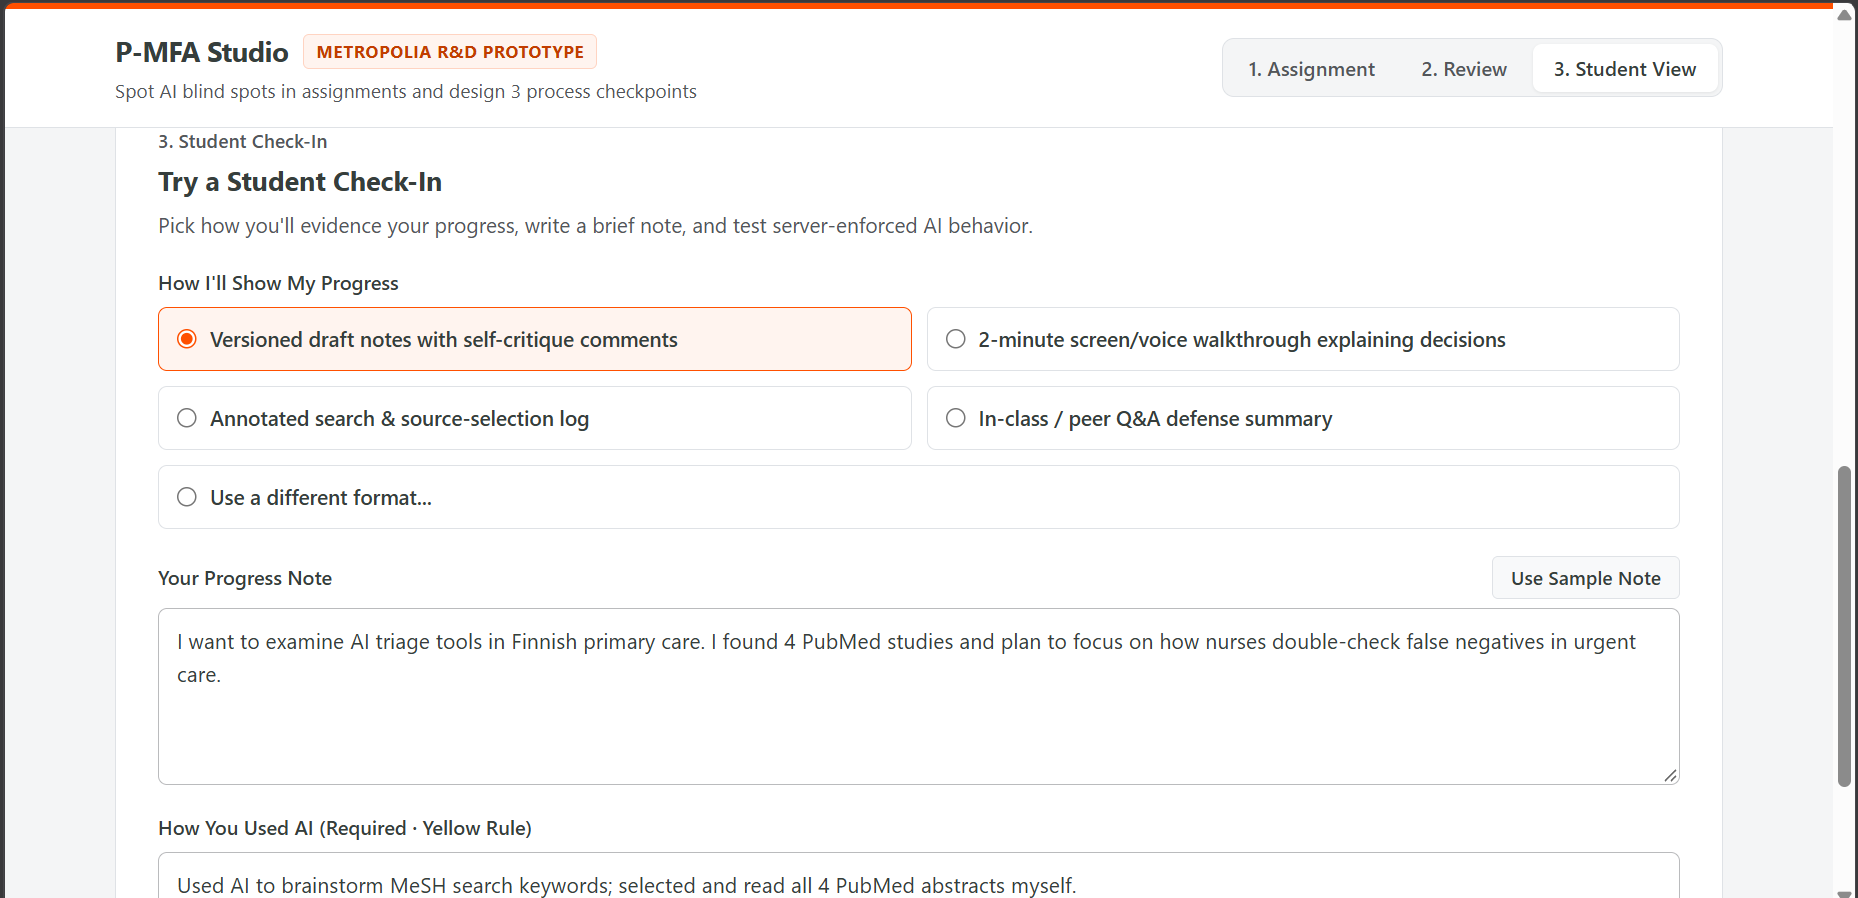 P-MFA Studio
METROPOLIA R&D PROTOTYPE
Spot AI blind spots in assignments and design 3 process checkpoints
1. Assignment
2. Review
3. Student View
3. Student Check-In
Try a Student Check-In
Pick how you'll evidence your progress, write a brief note, and test server-enforced AI behavior.
How I'll Show My Progress
Versioned draft notes with self-critique comments
2-minute screen/voice walkthrough explaining decisions
Annotated search & source-selection log
In-class / peer Q&A defense summary
Use a different format...
Your Progress Note
Use Sample Note
I want to examine AI triage tools in Finnish primary care. I found 4 PubMed studies and plan to focus on how nurses double-check false negatives in urgent
care.
How You Used AI (Required · Yellow Rule)
Used AI to brainstorm MeSH search keywords; selected and read all 4 PubMed abstracts myself.